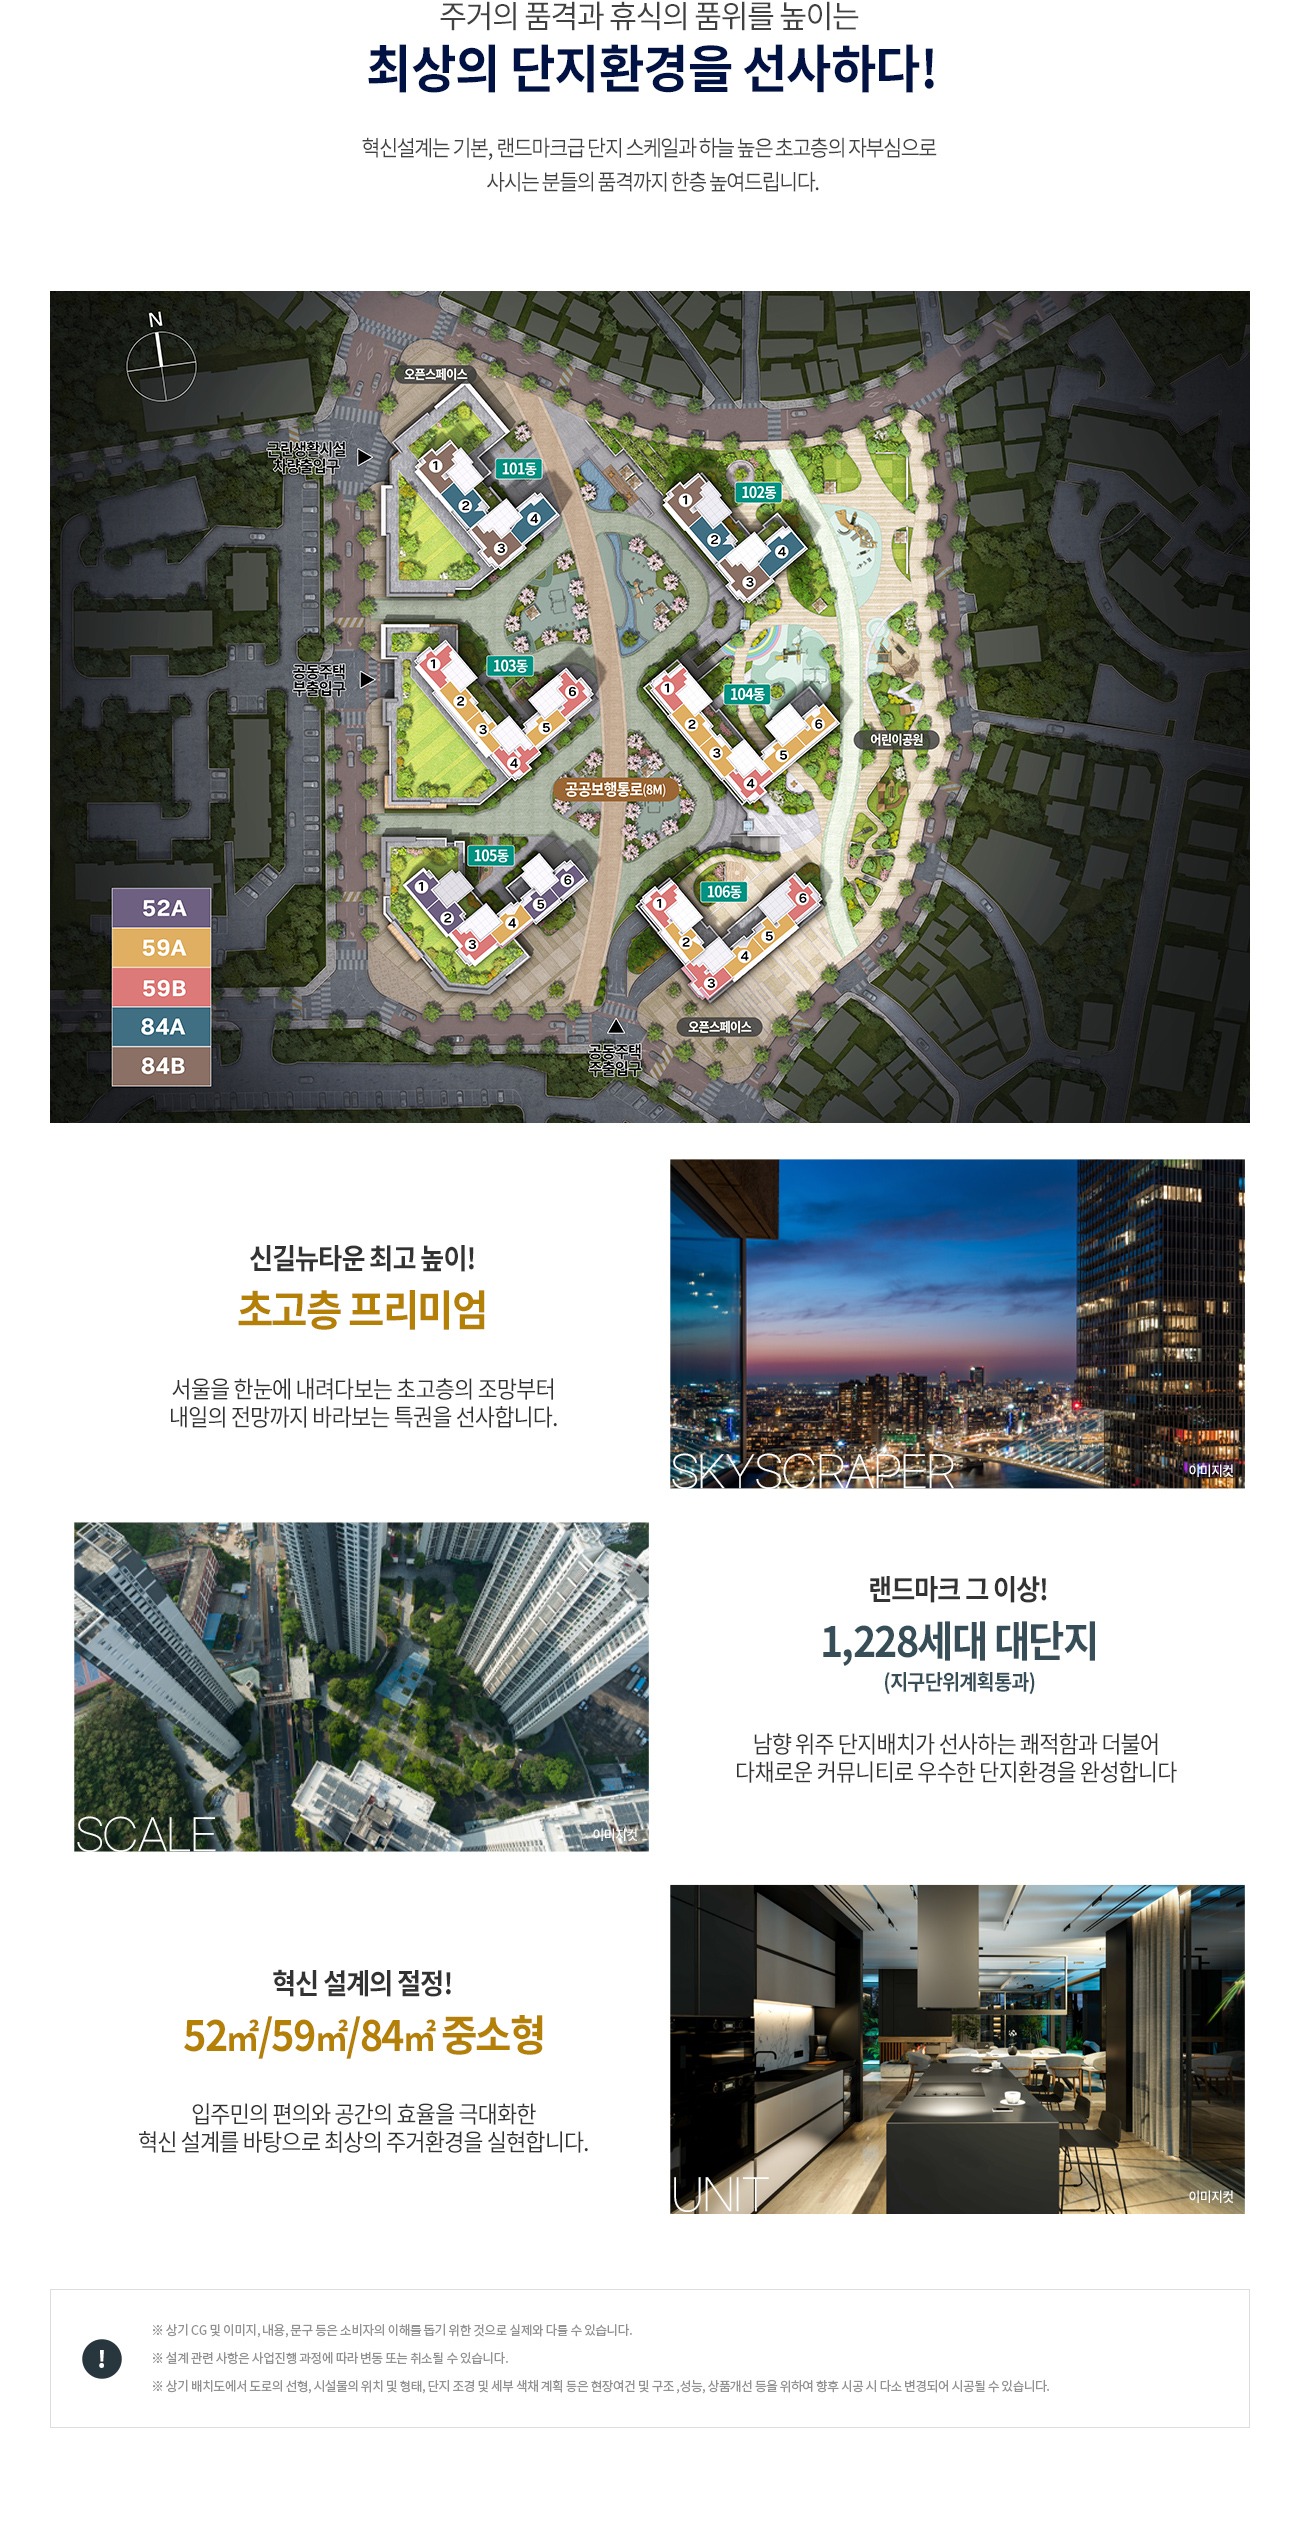 주거의 품격과 휴식의 품위를 높이는
최상의 단지환경을 선사하다!
혁신설계는 기본, 랜드마크급 단지 스케일과 하늘 높은 초고층의 자부심으로
사시는 분들의 품격까지 한층 높여드립니다.
N
오픈스페이스
근린생활시설
차량출입구
101동
1
2
3
4
102동
1
2
3
4
공동주택
부출입구
103동
1
2
3
4
5
6
104동
1
2
3
4
5
6
어린이공원
공공보행통로(8M)
105동
1
2
3
4
5
6
106동
1
2
3
4
5
6
52A
59A
59B
84A
84B
오픈스페이스
공동주택
주출입구
신길뉴타운 최고 높이!
초고층 프리미엄
서울을 한눈에 내려다보는 초고층의 조망부터
내일의 전망까지 바라보는 특권을 선사합니다.
SKYSCRAPER
이미지컷
SCALE
이미지컷
랜드마크 그 이상!
1,228세대 대단지
(지구단위계획통과)
남향 위주 단지배치가 선사하는 쾌적함과 더불어
다채로운 커뮤니티로 우수한 단지환경을 완성합니다
혁신 설계의 절정!
52㎡/59㎡/84㎡ 중소형
입주민의 편의와 공간의 효율을 극대화한
혁신 설계를 바탕으로 최상의 주거환경을 실현합니다.
UNIT
이미지컷
!
※ 상기 CG 및 이미지, 내용, 문구 등은 소비자의 이해를 돕기 위한 것으로 실제와 다를 수 있습니다.
※ 설계 관련 사항은 사업진행 과정에 따라 변동 또는 취소될 수 있습니다.
※ 상기 배치도에서 도로의 선형, 시설물의 위치 및 형태, 단지 조경 및 세부 색채 계획 등은 현장여건 및 구조 ,성능, 상품개선 등을 위하여 향후 시공 시 다소 변경되어 시공될 수 있습니다.